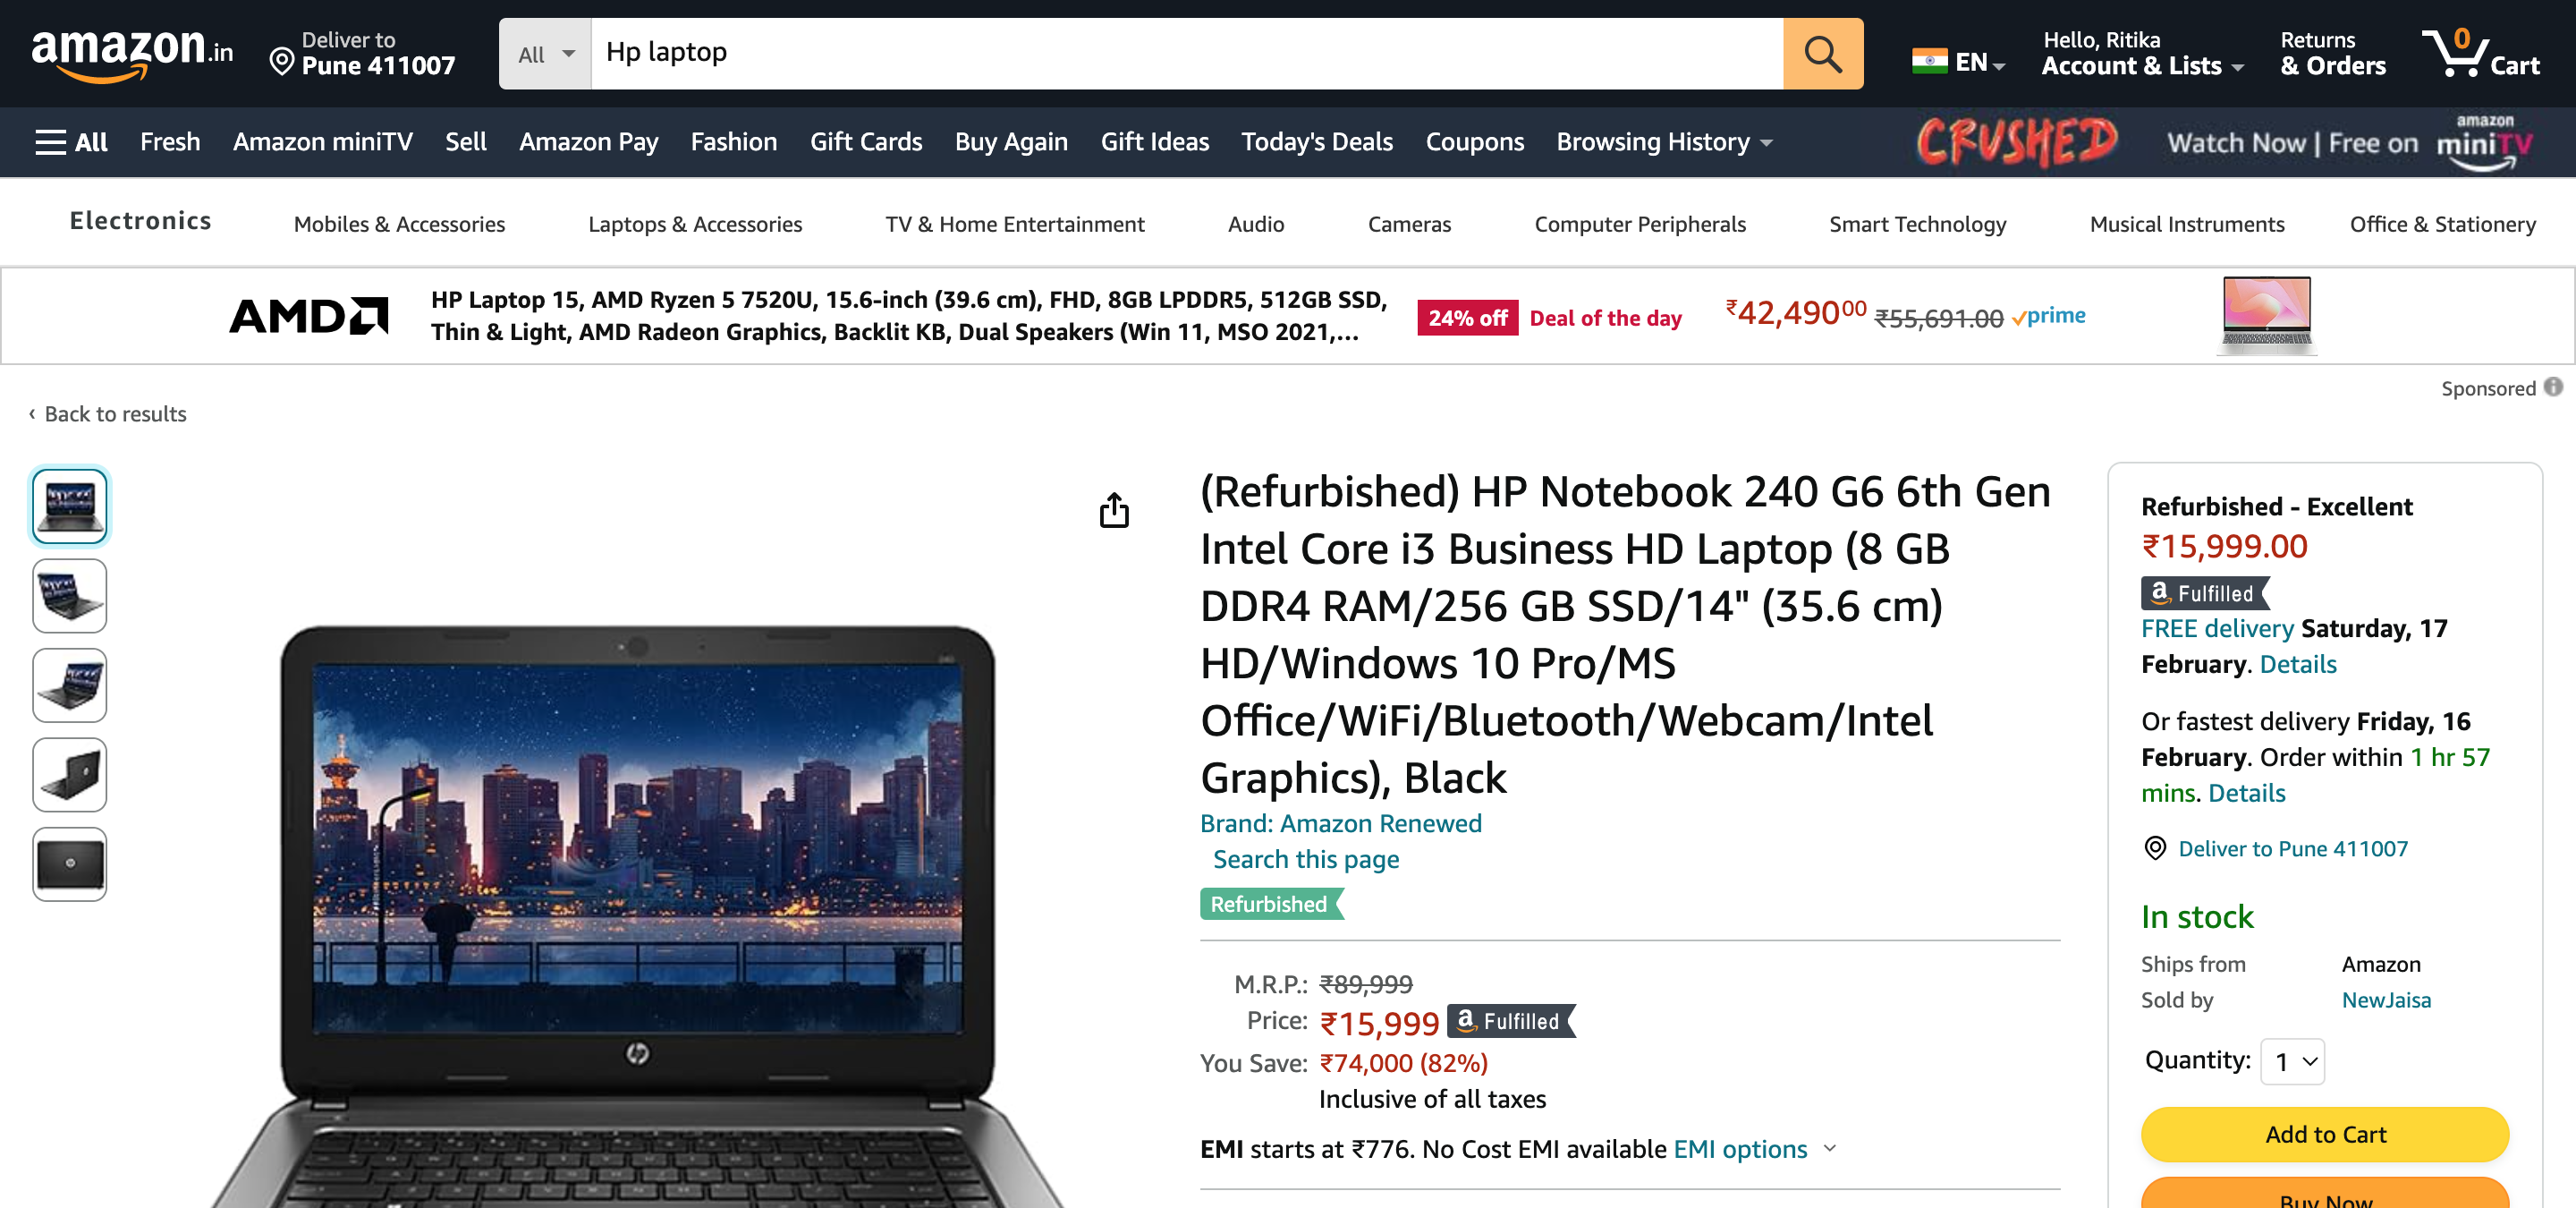 amazon.in
Deliver to
Pune 411007
All
Hp laptop
EN
Hello, Ritika
Account & Lists
Returns
& Orders
0
Cart
All
Fresh
Amazon miniTV
Sell
Amazon Pay
Fashion
Gift Cards
Buy Again
Gift Ideas
Today's Deals
Coupons
Browsing History
CRUSHED
Watch Now | Free on
amazon
miniTV
Electronics
Mobiles & Accessories
Laptops & Accessories
TV & Home Entertainment
Audio
Cameras
Computer Peripherals
Smart Technology
Musical Instruments
Office & Stationery
AMD
HP Laptop 15, AMD Ryzen 5 7520U, 15.6-inch (39.6 cm), FHD, 8GB LPDDR5, 512GB SSD,
Thin & Light, AMD Radeon Graphics, Backlit KB, Dual Speakers (Win 11, MSO 2021,...
24% off
Deal of the day
₹42,490.00
₹55,691.00
prime
Sponsored
‹ Back to results
hp
(Refurbished) HP Notebook 240 G6 6th Gen
Intel Core i3 Business HD Laptop (8 GB
DDR4 RAM/256 GB SSD/14" (35.6 cm)
HD/Windows 10 Pro/MS
Office/WiFi/Bluetooth/Webcam/Intel
Graphics), Black
Brand: Amazon Renewed
Search this page
Refurbished
M.R.P.: ₹89,999
Price: ₹15,999 a Fulfilled
You Save: ₹74,000 (82%)
Inclusive of all taxes
EMI starts at ₹776. No Cost EMI available EMI options
Refurbished - Excellent
₹15,999.00
a Fulfilled
FREE delivery Saturday, 17
February. Details
Or fastest delivery Friday, 16
February. Order within 1 hr 57
mins. Details
Deliver to Pune 411007
In stock
Ships from Amazon
Sold by NewJaisa
Quantity: 1
Add to Cart
Buy Now